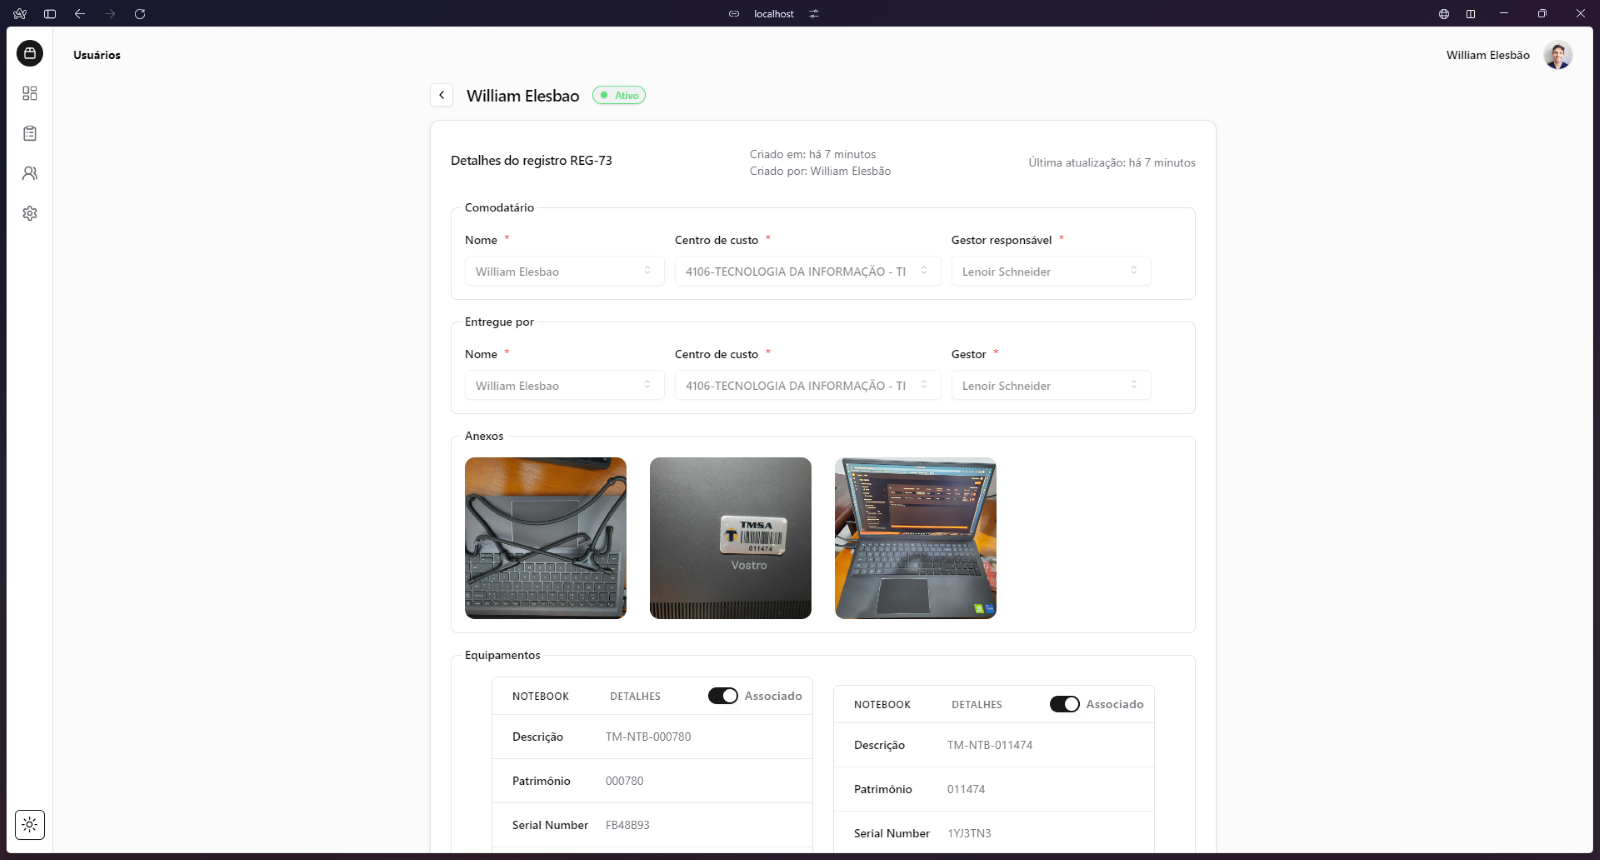 localhost
Usuários
William Elesbão
William Elesbao
Ativo
Detalhes do registro REG-73
Criado em: há 7 minutos
Criado por: William Elesbão
Última atualização: há 7 minutos
Comodatário
Nome *
Centro de custo *
Gestor responsável *
William Elesbao
4106-TECNOLOGIA DA INFORMAÇÃO - TI
Lenoir Schneider
Entregue por
Nome *
Centro de custo *
Gestor *
William Elesbao
4106-TECNOLOGIA DA INFORMAÇÃO - TI
Lenoir Schneider
Anexos
TMSA
011474
Vostro
Equipamentos
NOTEBOOK DETALHES Associado
Descrição TM-NTB-000780
Patrimônio 000780
Serial Number FB48B93
NOTEBOOK DETALHES Associado
Descrição TM-NTB-011474
Patrimônio 011474
Serial Number 1YJ3TN3